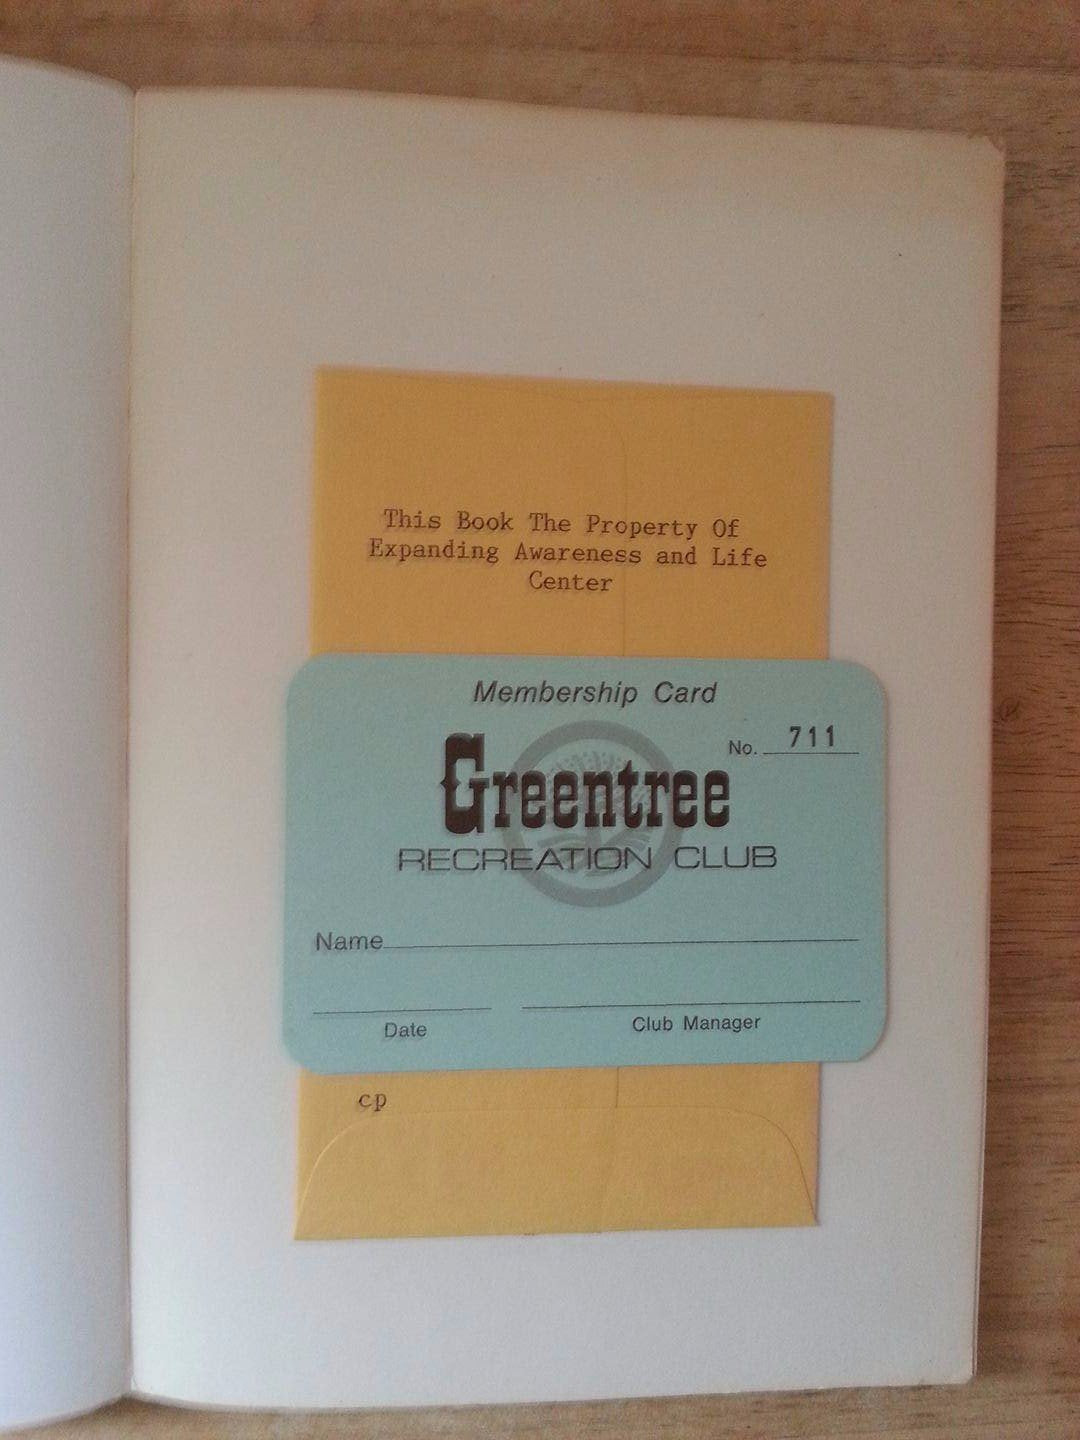 This Book The Property Of
Expanding Awareness and Life
Center
Membership Card
No. 711
Greentree
RECREATION CLUB
Name
Date
Club Manager
cp